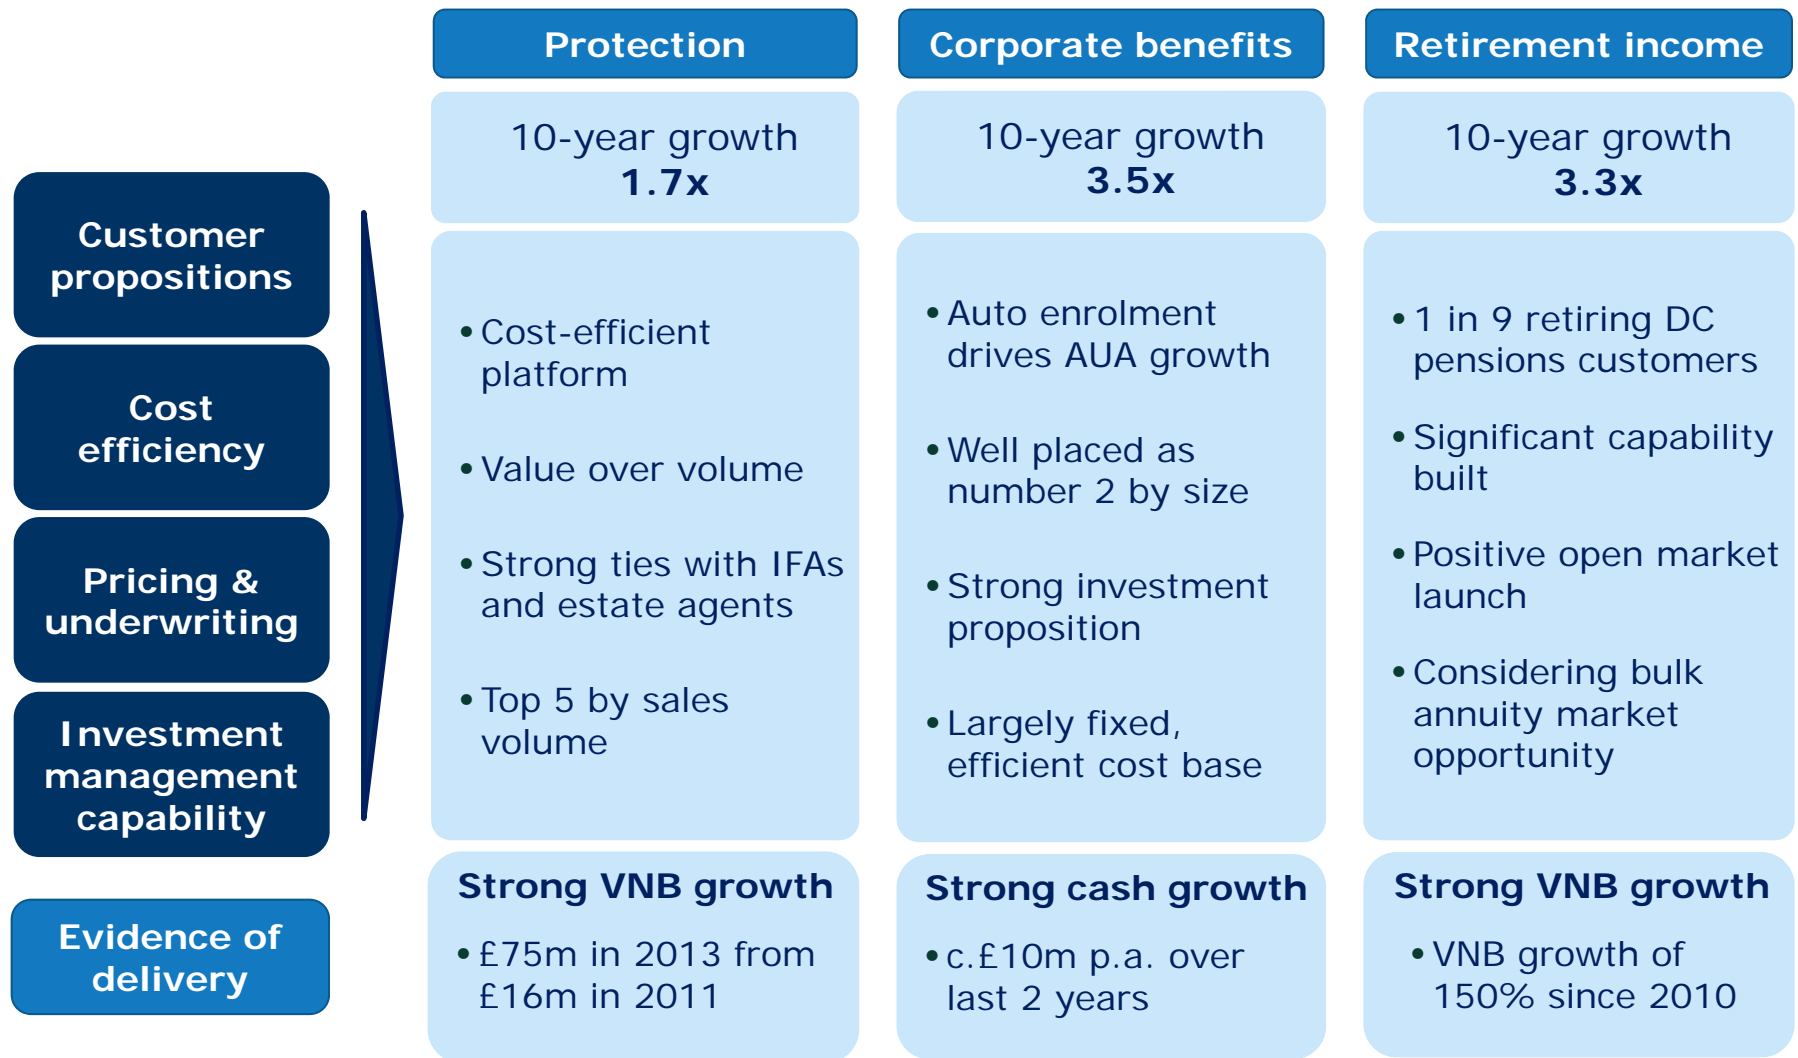 Protection
Corporate benefits
Retirement income
10-year growth
1.7x
10-year growth
3.5x
10-year growth
3.3x
Customer
propositions
Cost
efficiency
Pricing &
underwriting
Investment
management
capability
• Cost-efficient
platform
• Value over volume
• Strong ties with IFAs
and estate agents
• Top 5 by sales
volume
• Auto enrolment
drives AUA growth
• Well placed as
number 2 by size
• Strong investment
proposition
• Largely fixed,
efficient cost base
• 1 in 9 retiring DC
pensions customers
• Significant capability
built
• Positive open market
launch
• Considering bulk
annuity market
opportunity
Evidence of
delivery
Strong VNB growth
• £75m in 2013 from
£16m in 2011
Strong cash growth
• c.£10m p.a. over
last 2 years
Strong VNB growth
• VNB growth of
150% since 2010